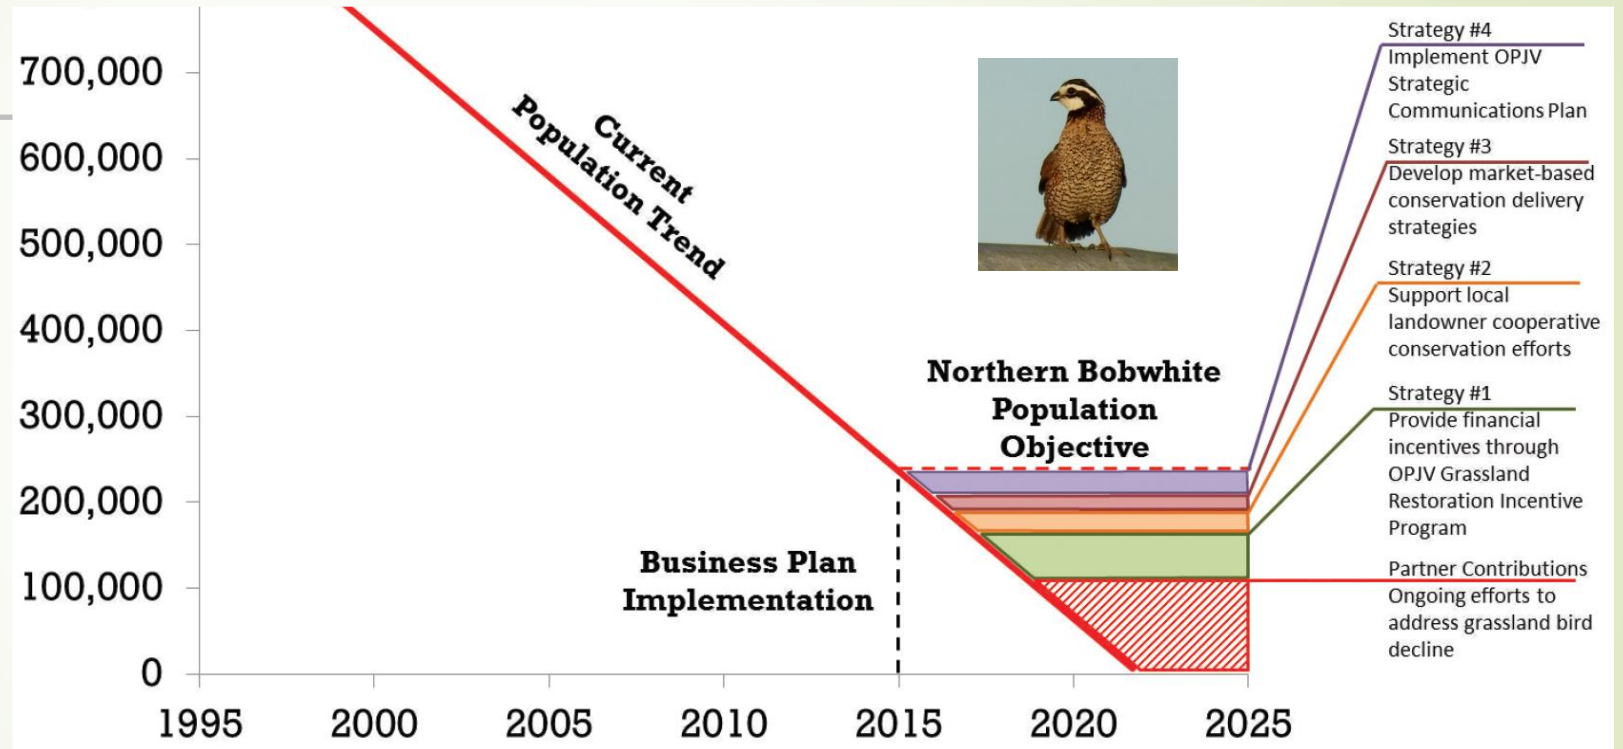 700,000
600,000
500,000
400,000
300,000
200,000
100,000
0
1995
2000
2005
2010
2015
2020
2025
Current
Population Trend
Northern Bobwhite
Population
Objective
Business Plan
Implementation
Strategy #4
Implement OPJV
Strategic
Communications Plan
Strategy #3
Develop market-based
conservation delivery
strategies
Strategy #2
Support local
landowner cooperative
conservation efforts
Strategy #1
Provide financial
incentives through
OPJV Grassland
Restoration Incentive
Program
Partner Contributions
Ongoing efforts to
address grassland bird
decline